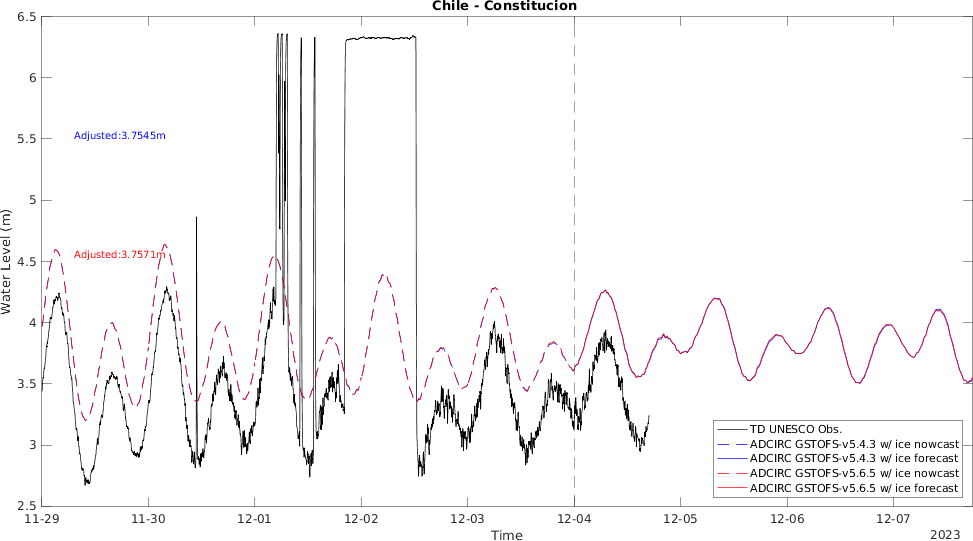 Chile - Constitucion
6.5
6
5.5
5
4.5
4
3.5
3
2.5
Water Level (m)
Adjusted:3.7545m
Adjusted:3.7571m
TD UNESCO Obs.
ADCIRC GSTOFS-v5.4.3 w/ ice nowcast
ADCIRC GSTOFS-v5.4.3 w/ ice forecast
ADCIRC GSTOFS-v5.6.5 w/ ice nowcast
ADCIRC GSTOFS-v5.6.5 w/ ice forecast
11-29 11-30 12-01 12-02 12-03 12-04 12-05 12-06 12-07
Time
2023